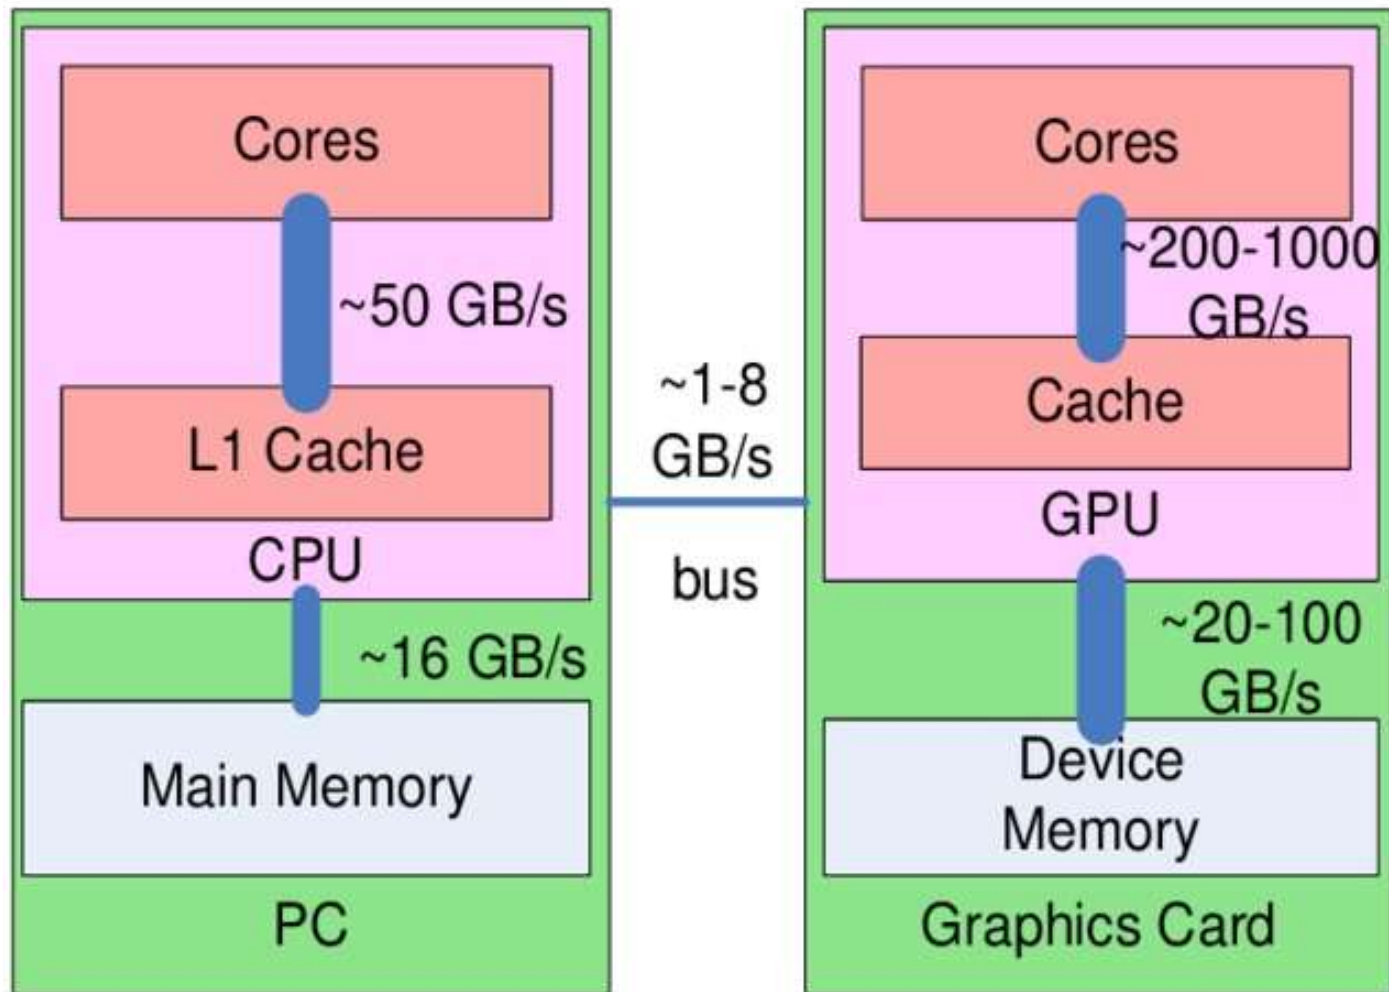 Cores
~50 GB/s
L1 Cache
CPU
~16 GB/s
Main Memory
PC
~1-8
GB/s
bus
Cores
~200-1000
GB/s
Cache
GPU
~20-100
GB/s
Device
Memory
Graphics Card